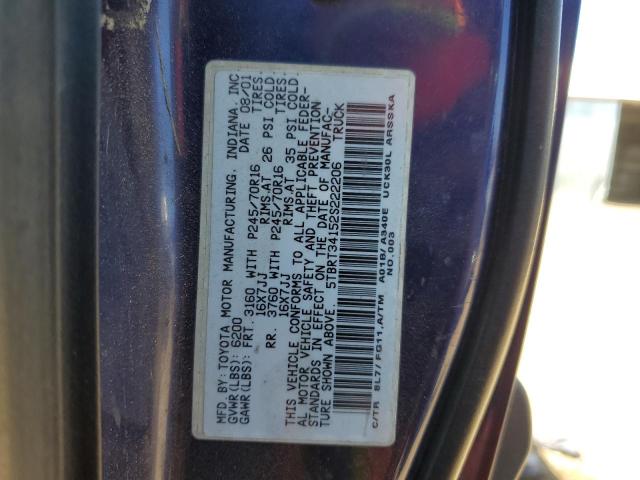 MFD. BY: TOYOTA MOTOR MANUFACTURING, INDIANA, INC.
GVWR(LBS): 6200 DATE 08/01
GAWR(LBS): FRT. 3160 WITH P245/70R16 TIRES,
16X7JJ RIMS,AT 26 PSI COLD.
RR. 3760 WITH P245/70R16 TIRES,
16X7JJ RIMS,AT 35 PSI COLD.
THIS VEHICLE CONFORMS TO ALL APPLICABLE FEDER-
AL MOTOR VEHICLE SAFETY AND THEFT PREVENTION
STANDARDS IN EFFECT ON THE DATE OF MANUFAC-
TURE SHOWN ABOVE. 5TBRT34152S222206 TRUCK
C/TR 8L7/FG11,A/TM A01B/A340E UCK30L ARSSKA
NO.003